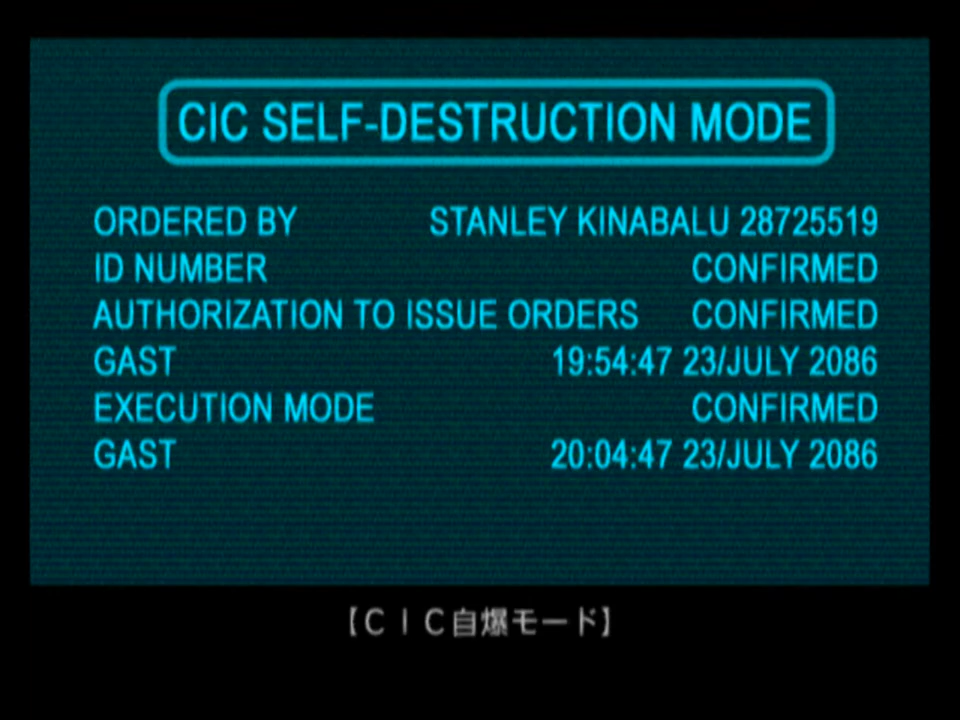 CIC SELF-DESTRUCTION MODE
ORDERED BY STANLEY KINABALU 28725519
ID NUMBER CONFIRMED
AUTHORIZATION TO ISSUE ORDERS CONFIRMED
GAST 19:54:47 23/JULY 2086
EXECUTION MODE CONFIRMED
GAST 20:04:47 23/JULY 2086
【ＣＩＣ自爆モード】